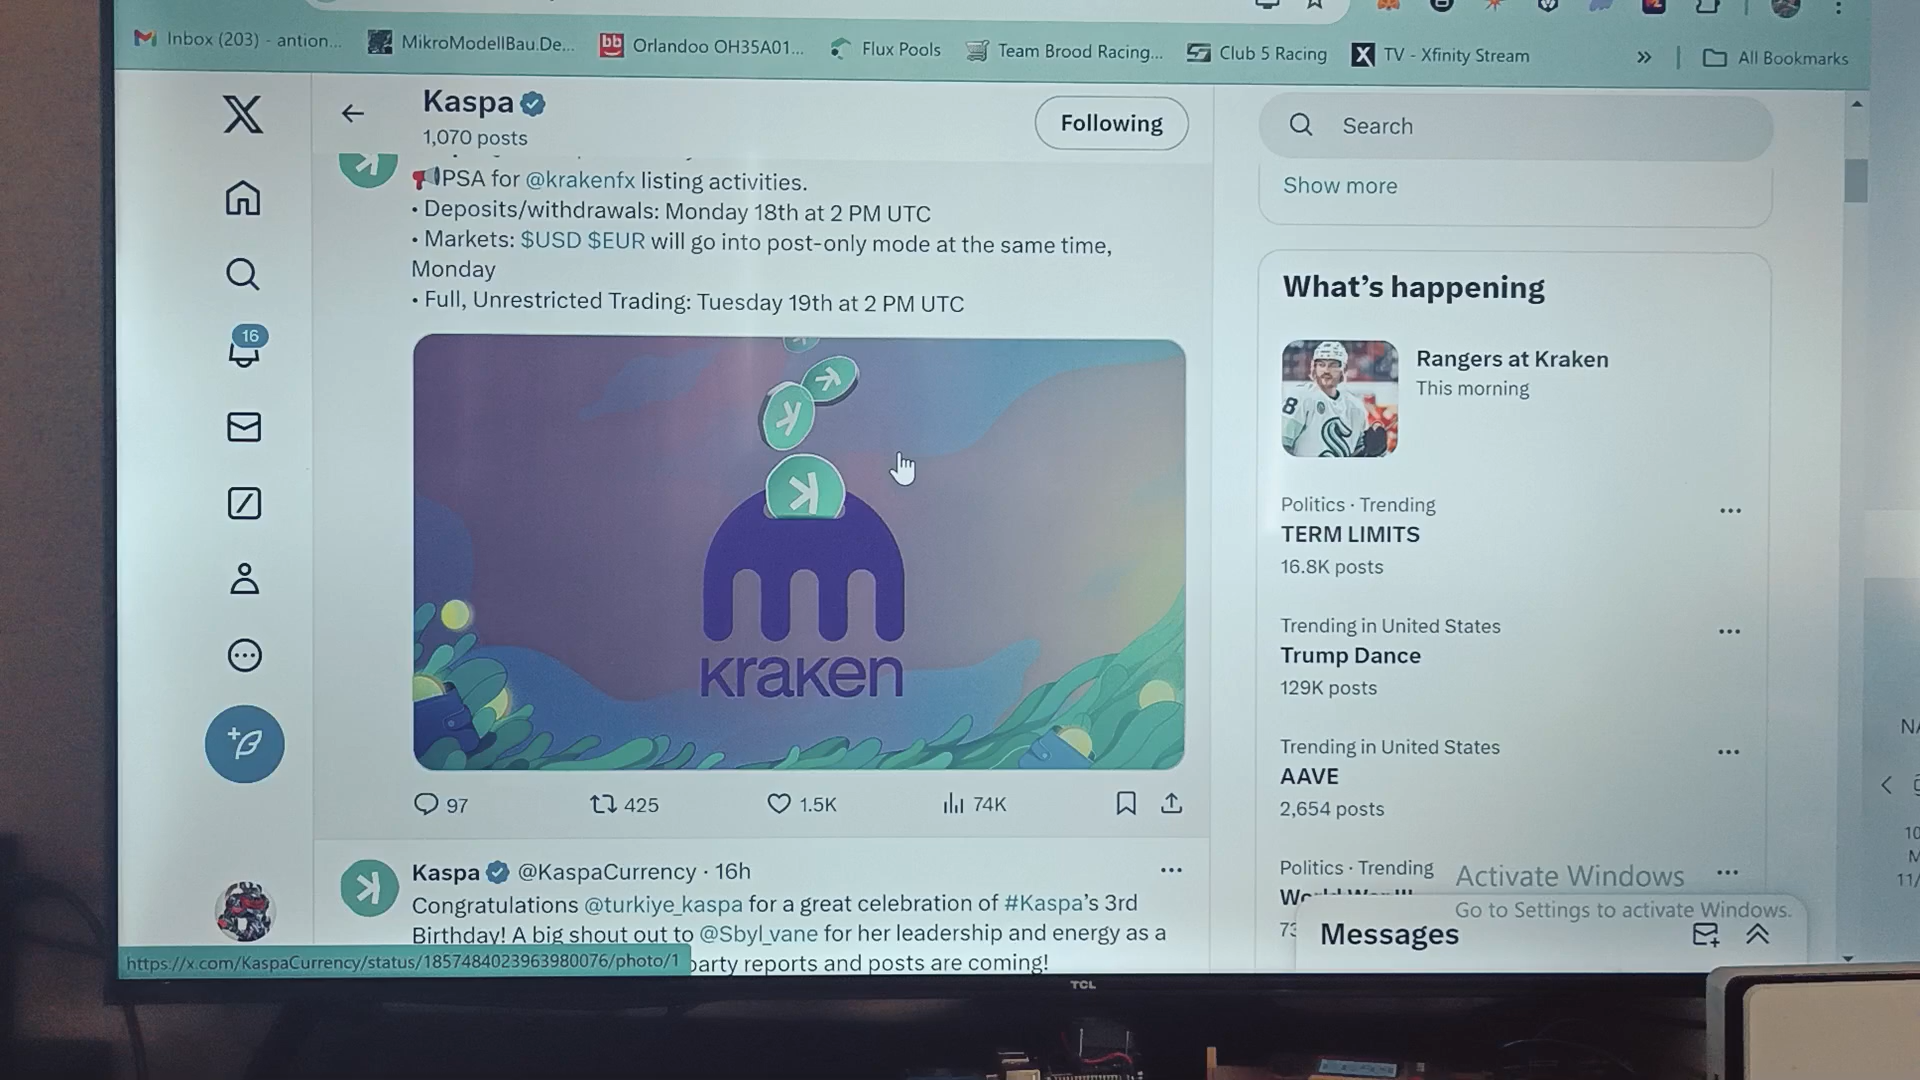 Inbox (203) - antion...
MikroModellBau.De...
bb
Orlandoo OH35A01...
Flux Pools
Team Brood Racing...
Club 5 Racing
X
TV - Xfinity Stream
»
All Bookmarks
Kaspa
1,070 posts
Following
Search
PSA for @krakenfx listing activities.
• Deposits/withdrawals: Monday 18th at 2 PM UTC
• Markets: $USD $EUR will go into post-only mode at the same time,
Monday
• Full, Unrestricted Trading: Tuesday 19th at 2 PM UTC
16
kraken
97
425
1.5K
74K
Kaspa @KaspaCurrency · 16h
Congratulations @turkiye_kaspa for a great celebration of #Kaspa's 3rd
Birthday! A big shout out to @Sbyl_vane for her leadership and energy as a
party reports and posts are coming!
https://x.com/KaspaCurrency/status/1857484023963980076/photo/1
Show more
What's happening
Rangers at Kraken
This morning
8
Politics · Trending
TERM LIMITS
16.8K posts
Trending in United States
Trump Dance
129K posts
Trending in United States
AAVE
2,654 posts
Politics · Trending
Activate Windows
Go to Settings to activate Windows.
Messages
TCL